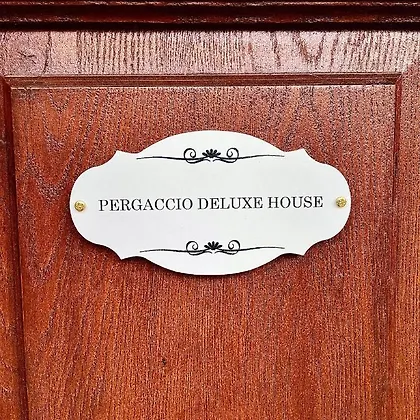 PERGACCIO DELUXE HOUSE